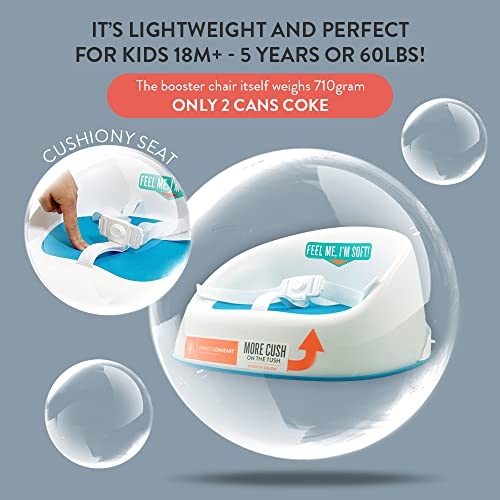 IT'S LIGHTWEIGHT AND PERFECT
FOR KIDS 18M+ - 5 YEARS OR 60LBS!
The booster chair itself weighs 710gram
ONLY 2 CANS COKE
CUSHIONY SEAT
FEEL ME, I'M
FEEL ME, I'M SOFT!
PRINCE LIONHEART
MORE CUSH
ON THE TUSH